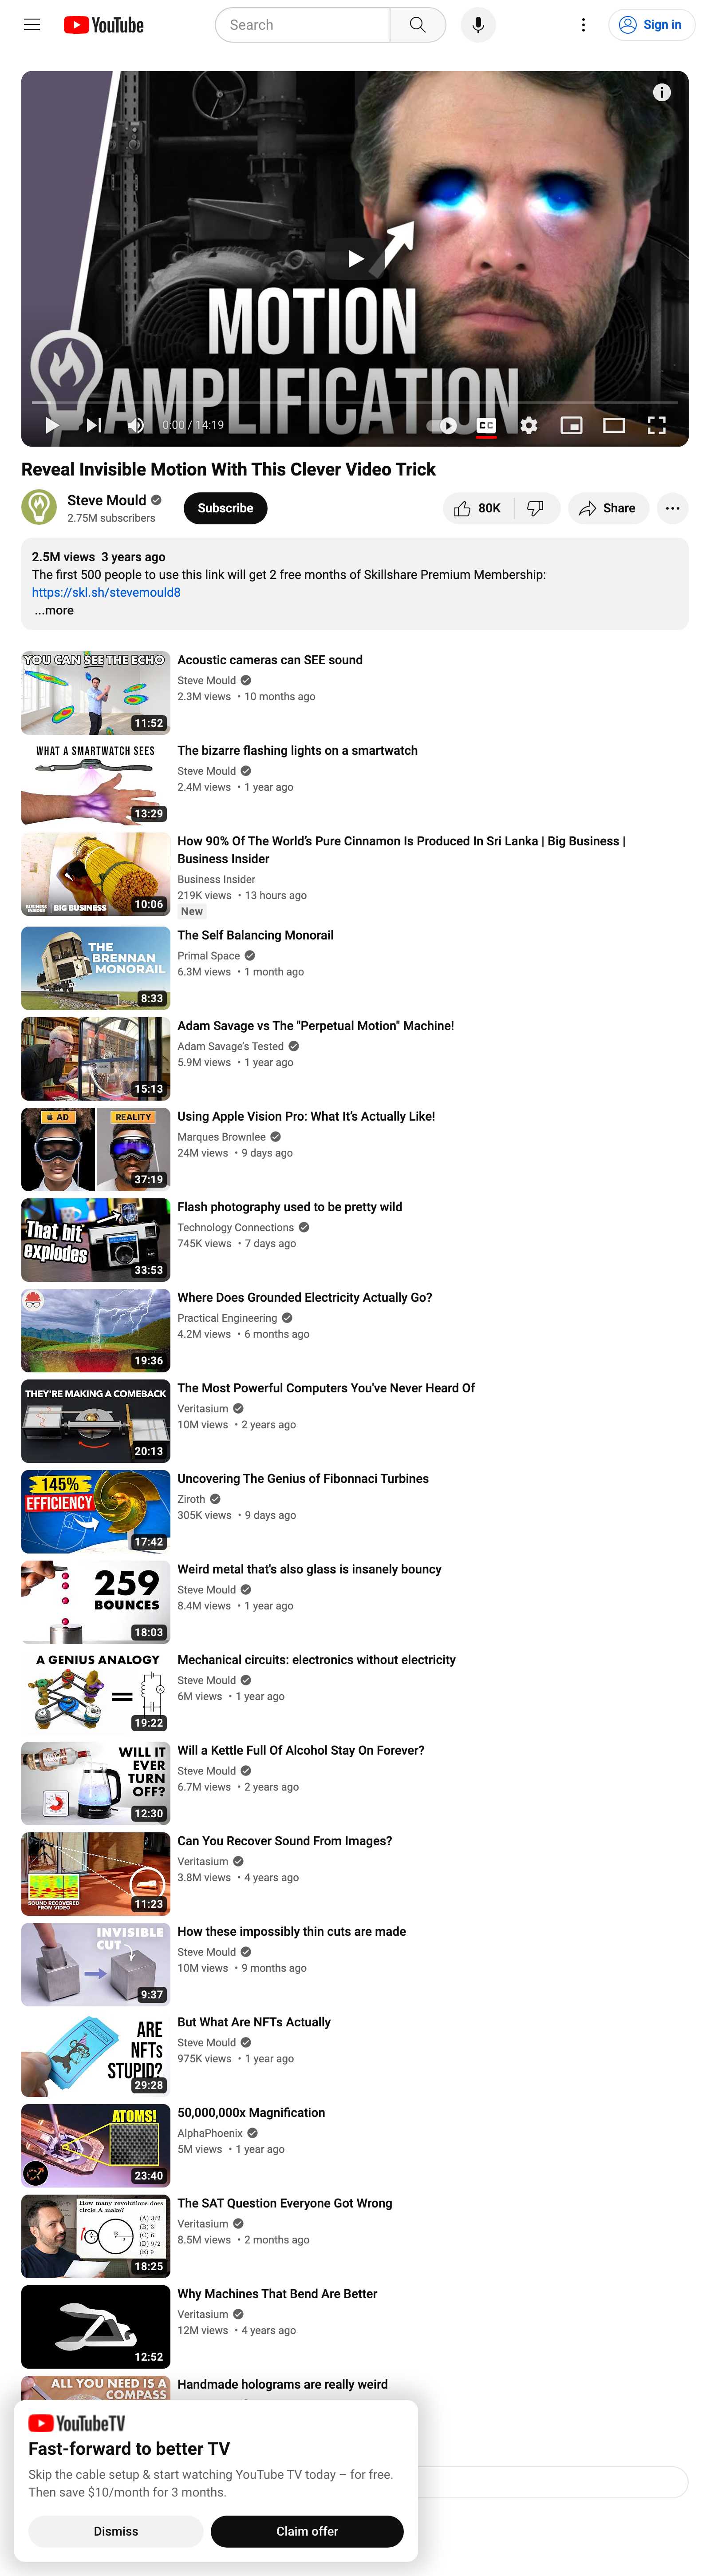 YouTube
Search
Sign in
MOTION
AMPLIFICATION
0:00 / 14:19
CC
Reveal Invisible Motion With This Clever Video Trick
Steve Mould
2.75M subscribers
Subscribe
80K
Share
2.5M views 3 years ago
The first 500 people to use this link will get 2 free months of Skillshare Premium Membership:
https://skl.sh/stevemould8
...more
YOU CAN SEE THE ECHO
11:52
Acoustic cameras can SEE sound
Steve Mould
2.3M views • 10 months ago
WHAT A SMARTWATCH SEES
13:29
The bizarre flashing lights on a smartwatch
Steve Mould
2.4M views • 1 year ago
BUSINESS INSIDER | BIG BUSINESS
10:06
How 90% Of The World's Pure Cinnamon Is Produced In Sri Lanka | Big Business |
Business Insider
Business Insider
219K views • 13 hours ago
New
THE
BRENNAN
MONORAIL
8:33
The Self Balancing Monorail
Primal Space
6.3M views • 1 month ago
15:13
Adam Savage vs The "Perpetual Motion" Machine!
Adam Savage's Tested
5.9M views • 1 year ago
AD
REALITY
37:19
Using Apple Vision Pro: What It's Actually Like!
Marques Brownlee
24M views • 9 days ago
That bit
explodes
33:53
Flash photography used to be pretty wild
Technology Connections
745K views • 7 days ago
19:36
Where Does Grounded Electricity Actually Go?
Practical Engineering
4.2M views • 6 months ago
THEY'RE MAKING A COMEBACK
20:13
The Most Powerful Computers You've Never Heard Of
Veritasium
10M views • 2 years ago
145%
EFFICIENCY
17:42
Uncovering The Genius of Fibonnaci Turbines
Ziroth
305K views • 9 days ago
259
BOUNCES
18:03
Weird metal that's also glass is insanely bouncy
Steve Mould
8.4M views • 1 year ago
A GENIUS ANALOGY
=
19:22
Mechanical circuits: electronics without electricity
Steve Mould
6M views • 1 year ago
WILL IT
EVER
TURN
OFF?
12:30
Will a Kettle Full Of Alcohol Stay On Forever?
Steve Mould
6.7M views • 2 years ago
SOUND RECOVERED
FROM VIDEO
11:23
Can You Recover Sound From Images?
Veritasium
3.8M views • 4 years ago
INVISIBLE
CUT
9:37
How these impossibly thin cuts are made
Steve Mould
10M views • 9 months ago
ARE
NFTs
STUPID?
29:28
But What Are NFTs Actually
Steve Mould
975K views • 1 year ago
ATOMS!
23:40
50,000,000x Magnification
AlphaPhoenix
5M views • 1 year ago
How many revolutions does
circle A make?
(A) 3/2
(B) 3
(C) 6
(D) 9/2
(E) 9
18:25
The SAT Question Everyone Got Wrong
Veritasium
8.5M views • 2 months ago
12:52
Why Machines That Bend Are Better
Veritasium
12M views • 4 years ago
ALL YOU NEED IS A
COMPASS
Handmade holograms are really weird
YouTubeTV
Fast-forward to better TV
Skip the cable setup & start watching YouTube TV today – for free.
Then save $10/month for 3 months.
Dismiss
Claim offer